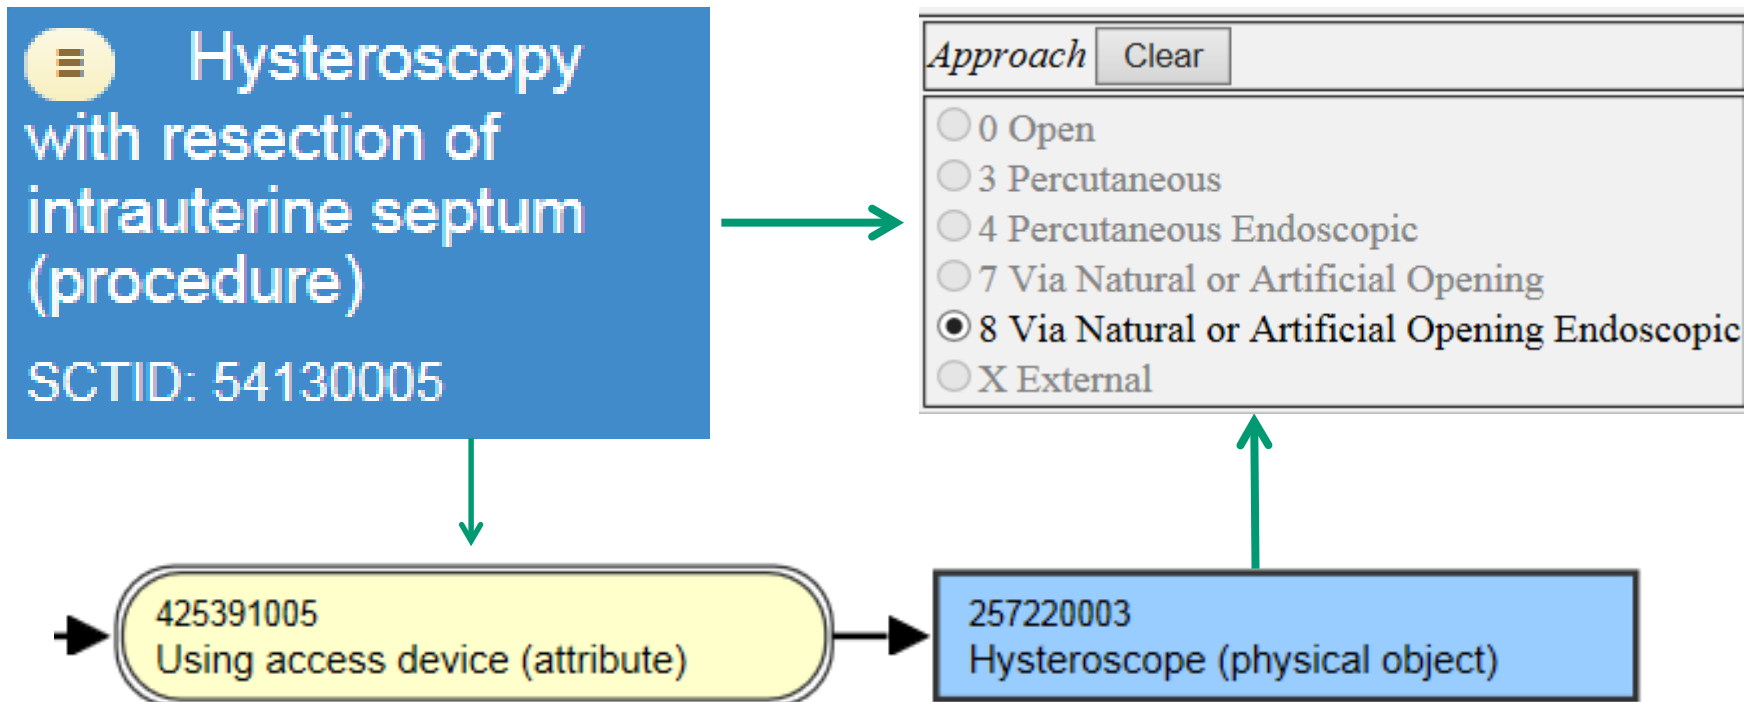 Hysteroscopy
with resection of
intrauterine septum
(procedure)
SCTID: 54130005
Approach Clear
0 Open
3 Percutaneous
4 Percutaneous Endoscopic
7 Via Natural or Artificial Opening
8 Via Natural or Artificial Opening Endoscopic
X External
425391005
Using access device (attribute)
257220003
Hysteroscope (physical object)